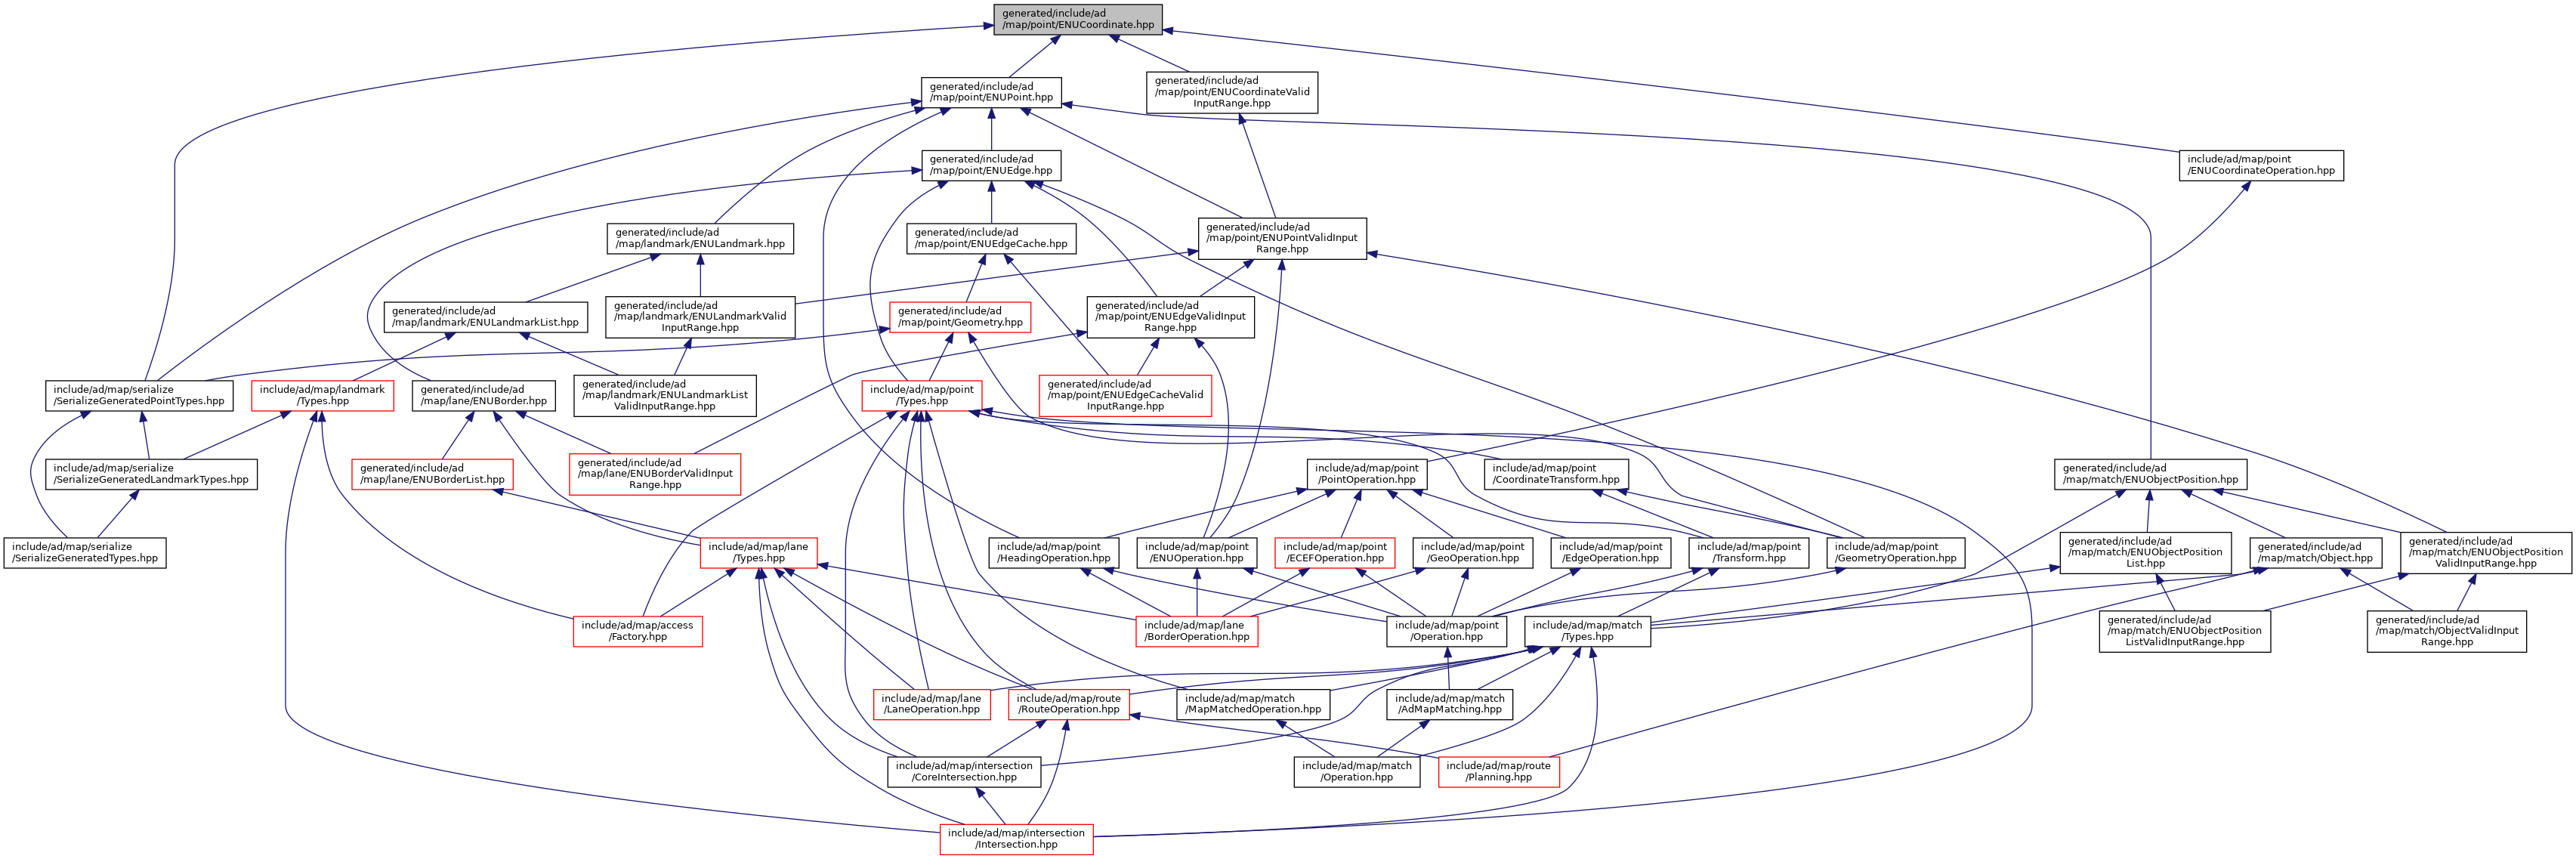 generated/include/ad
/map/point/ENUCoordinate.hpp
generated/include/ad
/map/point/ENUPoint.hpp
generated/include/ad
/map/point/ENUCoordinateValid
InputRange.hpp
generated/include/ad
/map/point/ENUEdge.hpp
include/ad/map/point
/ENUCoordinateOperation.hpp
generated/include/ad
/map/landmark/ENULandmark.hpp
generated/include/ad
/map/point/ENUEdgeCache.hpp
generated/include/ad
/map/point/ENUPointValidInput
Range.hpp
generated/include/ad
/map/landmark/ENULandmarkList.hpp
generated/include/ad
/map/landmark/ENULandmarkValid
InputRange.hpp
generated/include/ad
/map/point/Geometry.hpp
generated/include/ad
/map/point/ENUEdgeValidInput
Range.hpp
include/ad/map/serialize
/SerializeGeneratedPointTypes.hpp
include/ad/map/landmark
/Types.hpp
generated/include/ad
/map/lane/ENUBorder.hpp
generated/include/ad
/map/landmark/ENULandmarkList
ValidInputRange.hpp
include/ad/map/point
/Types.hpp
generated/include/ad
/map/point/ENUEdgeCacheValid
InputRange.hpp
include/ad/map/serialize
/SerializeGeneratedLandmarkTypes.hpp
generated/include/ad
/map/lane/ENUBorderList.hpp
generated/include/ad
/map/lane/ENUBorderValidInput
Range.hpp
include/ad/map/point
/PointOperation.hpp
include/ad/map/point
/CoordinateTransform.hpp
generated/include/ad
/map/match/ENUObjectPosition.hpp
include/ad/map/serialize
/SerializeGeneratedTypes.hpp
include/ad/map/lane
/Types.hpp
include/ad/map/point
/HeadingOperation.hpp
include/ad/map/point
/ENUOperation.hpp
include/ad/map/point
/ECEFOperation.hpp
include/ad/map/point
/GeoOperation.hpp
include/ad/map/point
/EdgeOperation.hpp
include/ad/map/point
/Transform.hpp
include/ad/map/point
/GeometryOperation.hpp
generated/include/ad
/map/match/ENUObjectPosition
List.hpp
generated/include/ad
/map/match/Object.hpp
generated/include/ad
/map/match/ENUObjectPosition
ValidInputRange.hpp
include/ad/map/access
/Factory.hpp
include/ad/map/lane
/BorderOperation.hpp
include/ad/map/point
/Operation.hpp
include/ad/map/match
/Types.hpp
generated/include/ad
/map/match/ENUObjectPosition
ListValidInputRange.hpp
generated/include/ad
/map/match/ObjectValidInput
Range.hpp
include/ad/map/lane
/LaneOperation.hpp
include/ad/map/route
/RouteOperation.hpp
include/ad/map/match
/MapMatchedOperation.hpp
include/ad/map/match
/AdMapMatching.hpp
include/ad/map/intersection
/CoreIntersection.hpp
include/ad/map/match
/Operation.hpp
include/ad/map/route
/Planning.hpp
include/ad/map/intersection
/Intersection.hpp